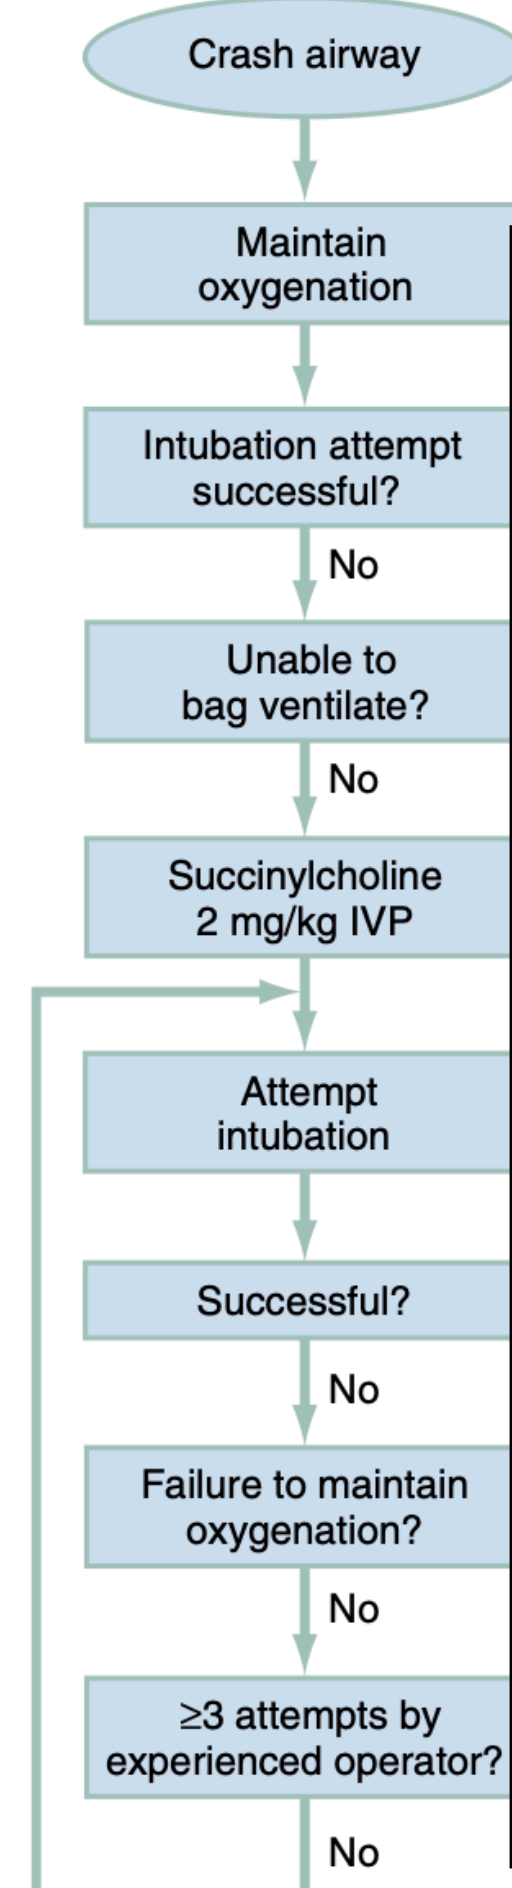 Crash airway
Maintain
oxygenation
Intubation attempt
successful?
No
Unable to
bag ventilate?
No
Succinylcholine
2 mg/kg IVP
Attempt
intubation
Successful?
No
Failure to maintain
oxygenation?
No
≥3 attempts by
experienced operator?
No